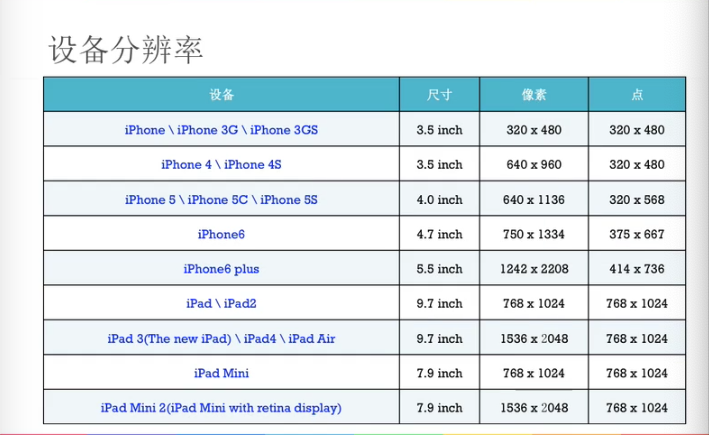 设备分辨率
设备 尺寸 像素 点
iPhone \ iPhone 3G \ iPhone 3GS 3.5 inch 320 x 480 320 x 480
iPhone 4 \ iPhone 4S 3.5 inch 640 x 960 320 x 480
iPhone 5 \ iPhone 5C \ iPhone 5S 4.0 inch 640 x 1136 320 x 568
iPhone6 4.7 inch 750 x 1334 375 x 667
iPhone6 plus 5.5 inch 1242 x 2208 414 x 736
iPad \ iPad2 9.7 inch 768 x 1024 768 x 1024
iPad 3(The new iPad) \ iPad4 \ iPad Air 9.7 inch 1536 x 2048 768 x 1024
iPad Mini 7.9 inch 768 x 1024 768 x 1024
iPad Mini 2(iPad Mini with retina display) 7.9 inch 1536 x 2048 768 x 1024